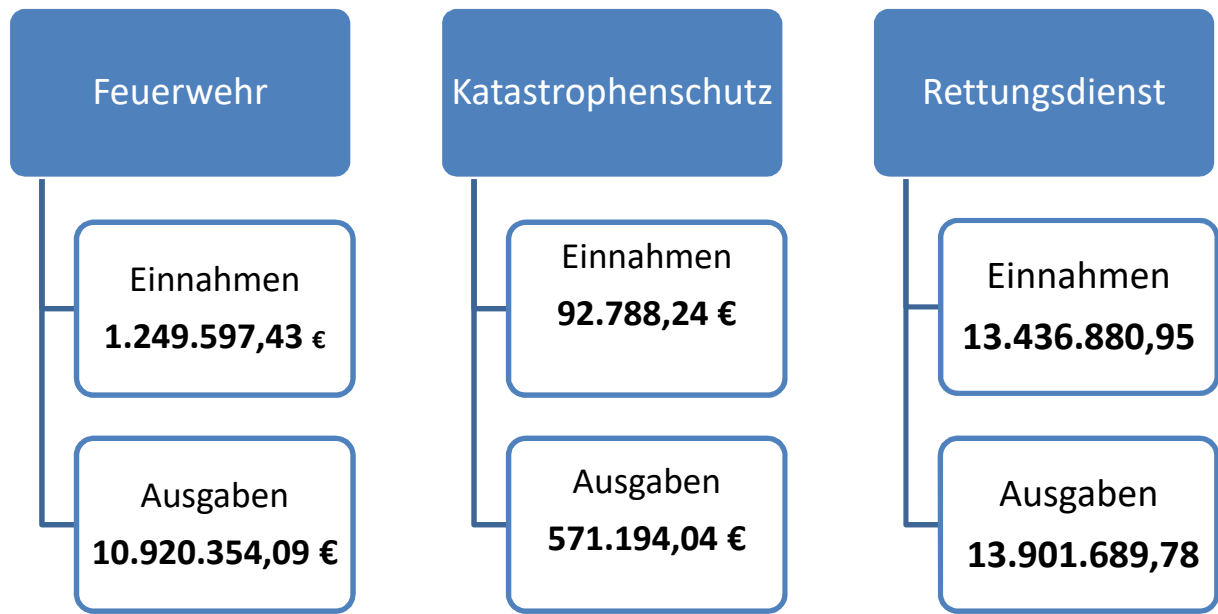 Feuerwehr
Einnahmen
1.249.597,43 €
Ausgaben
10.920.354,09 €
Katastrophenschutz
Einnahmen
92.788,24 €
Ausgaben
571.194,04 €
Rettungsdienst
Einnahmen
13.436.880,95
Ausgaben
13.901.689,78